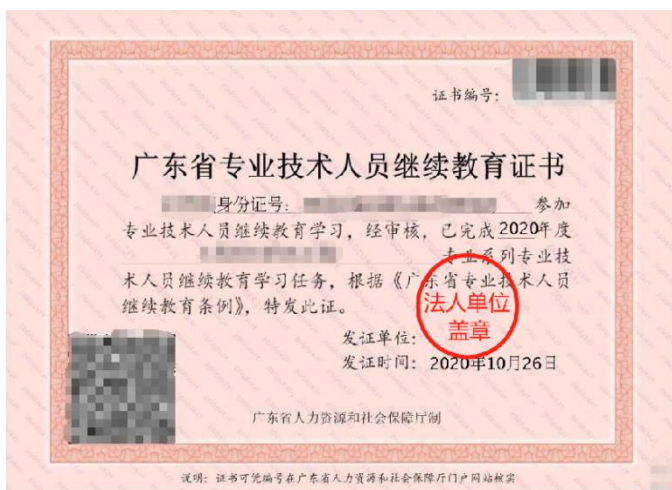 证书编号:
广东省专业技术人员继续教育证书
身份证号: 参加
专业技术人员继续教育学习,经审核,已完成2020年度
专业系列专业技
术人员继续教育学习任务,根据《广东省专业技术人员
继续教育条例》,特发此证。
法人单位
盖章
发证单位:
发证时间: 2020年10月26日
广东省人力资源和社会保障厅制
说明: 证书可凭编号在广东省人力资源和社会保障厅门户网站核实